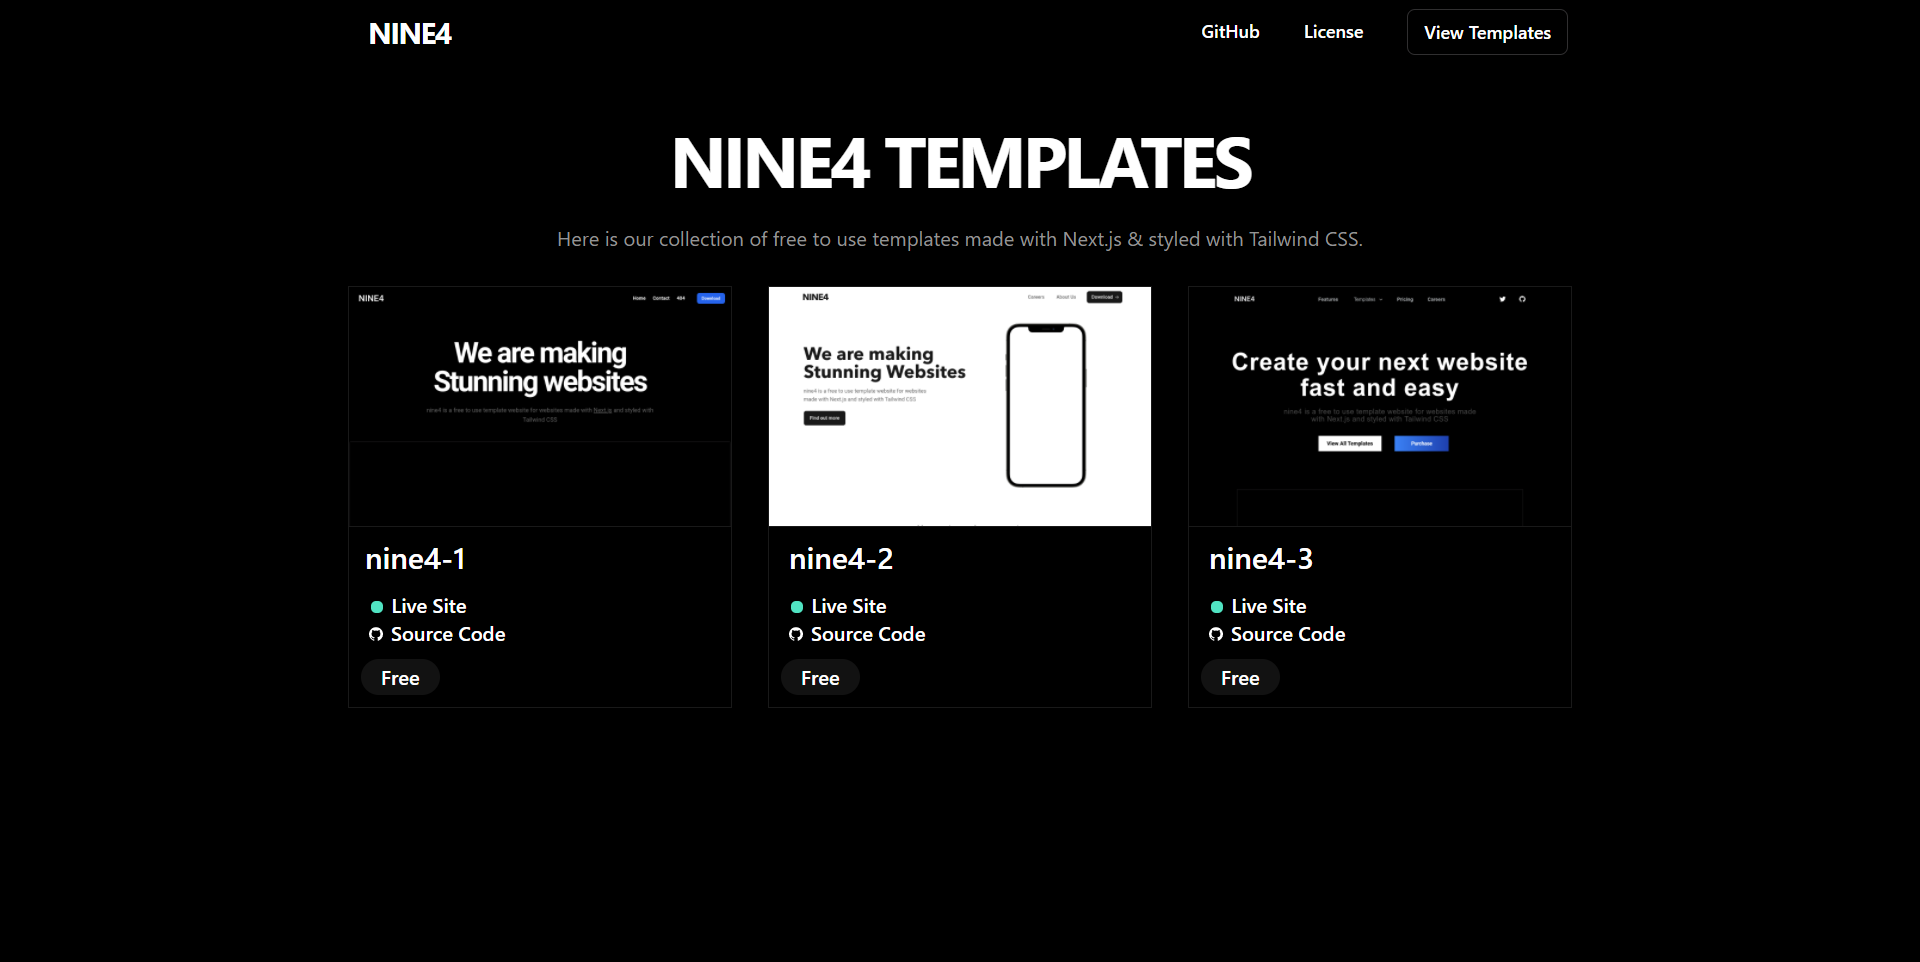 NINE4
GitHub
License
View Templates
NINE4 TEMPLATES
Here is our collection of free to use templates made with Next.js & styled with Tailwind CSS.
NINE4
Home
Contact
404
Download
We are making
Stunning websites
nine4 is a free to use template website for websites made with Next.js and styled with
Tailwind CSS
nine4-1
Live Site
Source Code
Free
NINE4
Careers
About Us
Download →
We are making
Stunning Websites
nine4 is a free to use template website for websites
made with Next.js and styled with Tailwind CSS
Find out more
nine4-2
Live Site
Source Code
Free
NINE4
Features
Templates
Pricing
Careers
Create your next website
fast and easy
nine4 is a free to use template website for websites made
with Next.js and styled with Tailwind CSS
View All Templates
Purchase
nine4-3
Live Site
Source Code
Free